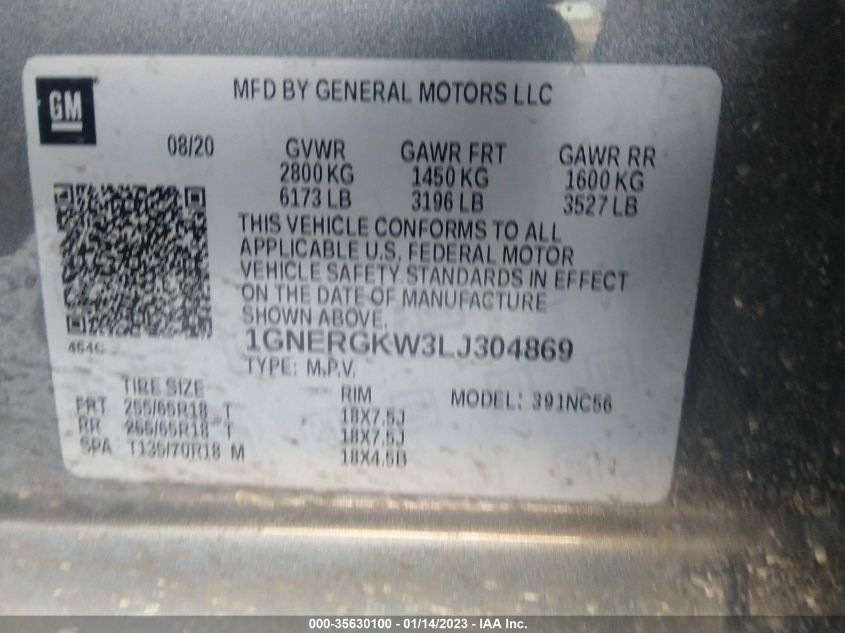 GM
MFD BY GENERAL MOTORS LLC
08/20 GVWR GAWR FRT GAWR RR
2800 KG 1450 KG 1600 KG
6173 LB 3196 LB 3527 LB
THIS VEHICLE CONFORMS TO ALL
APPLICABLE U.S. FEDERAL MOTOR
VEHICLE SAFETY STANDARDS IN EFFECT
ON THE DATE OF MANUFACTURE
SHOWN ABOVE.
464C
1GNERGKW3LJ304869
TYPE: M.P.V.
TIRE SIZE RIM MODEL: 391NC56
FRT 255/65R18 T 18X7.5J
RR 255/65R18 T 18X7.5J
SPA T135/70R18 M 18X4.5B
000-35630100 - 01/14/2023 - IAA Inc.